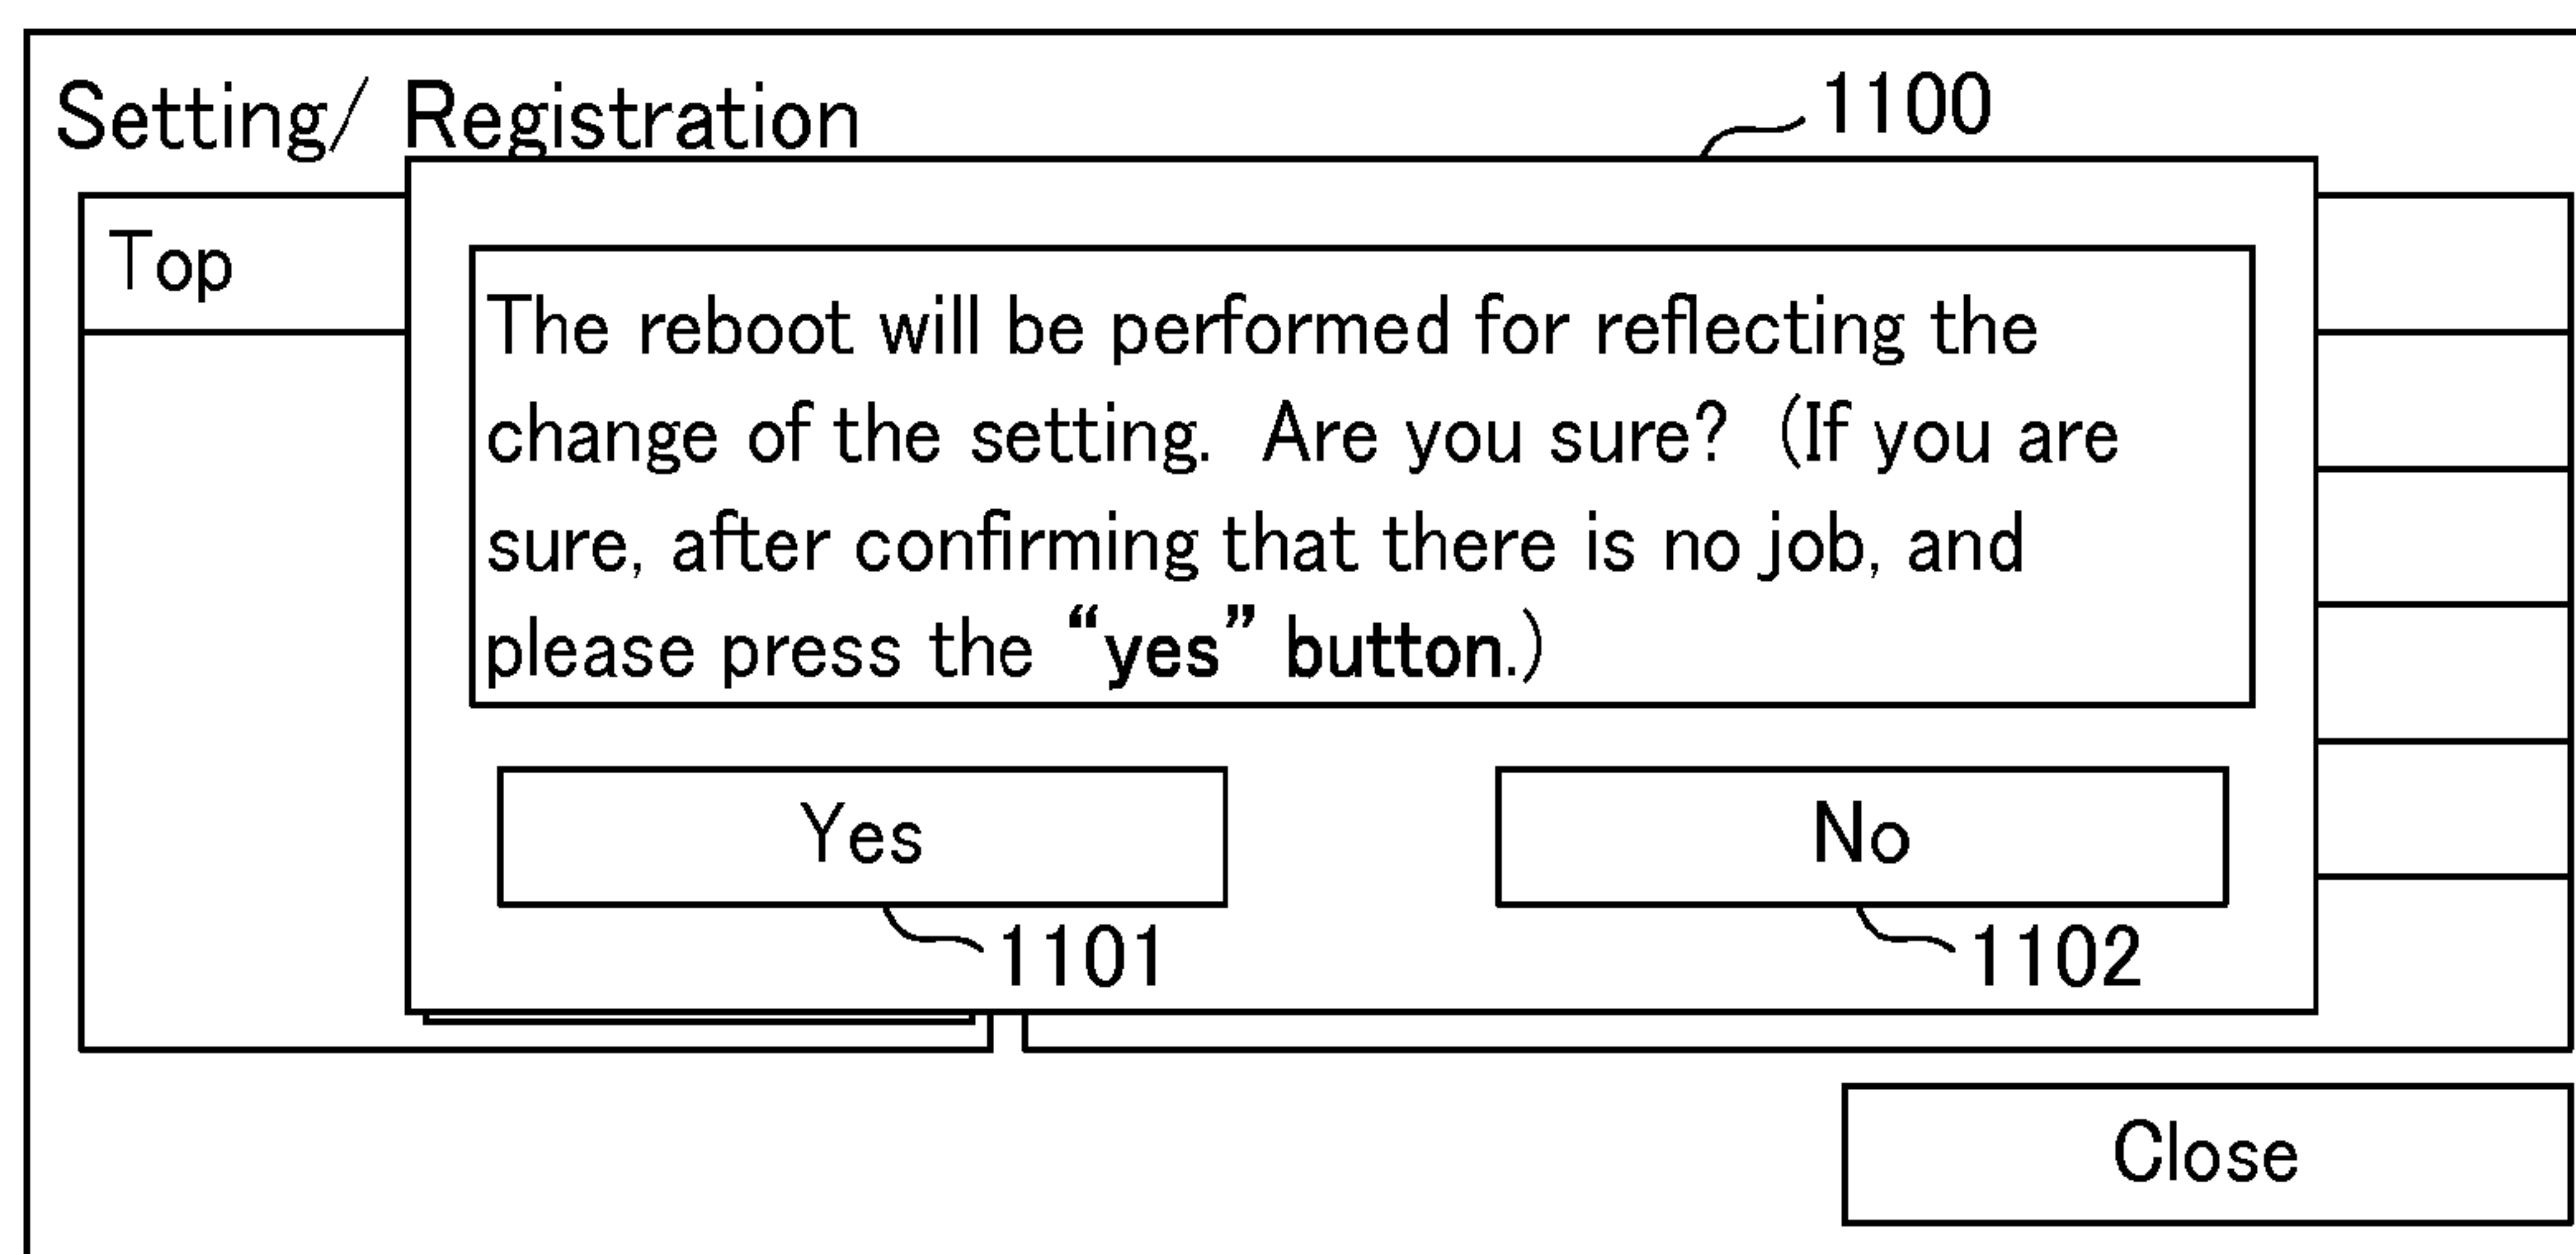 Setting/ Registration
1100
Top
The reboot will be performed for reflecting the
change of the setting. Are you sure? (If you are
sure, after confirming that there is no job, and
please press the “yes” button.)
Yes
No
1101
1102
Close